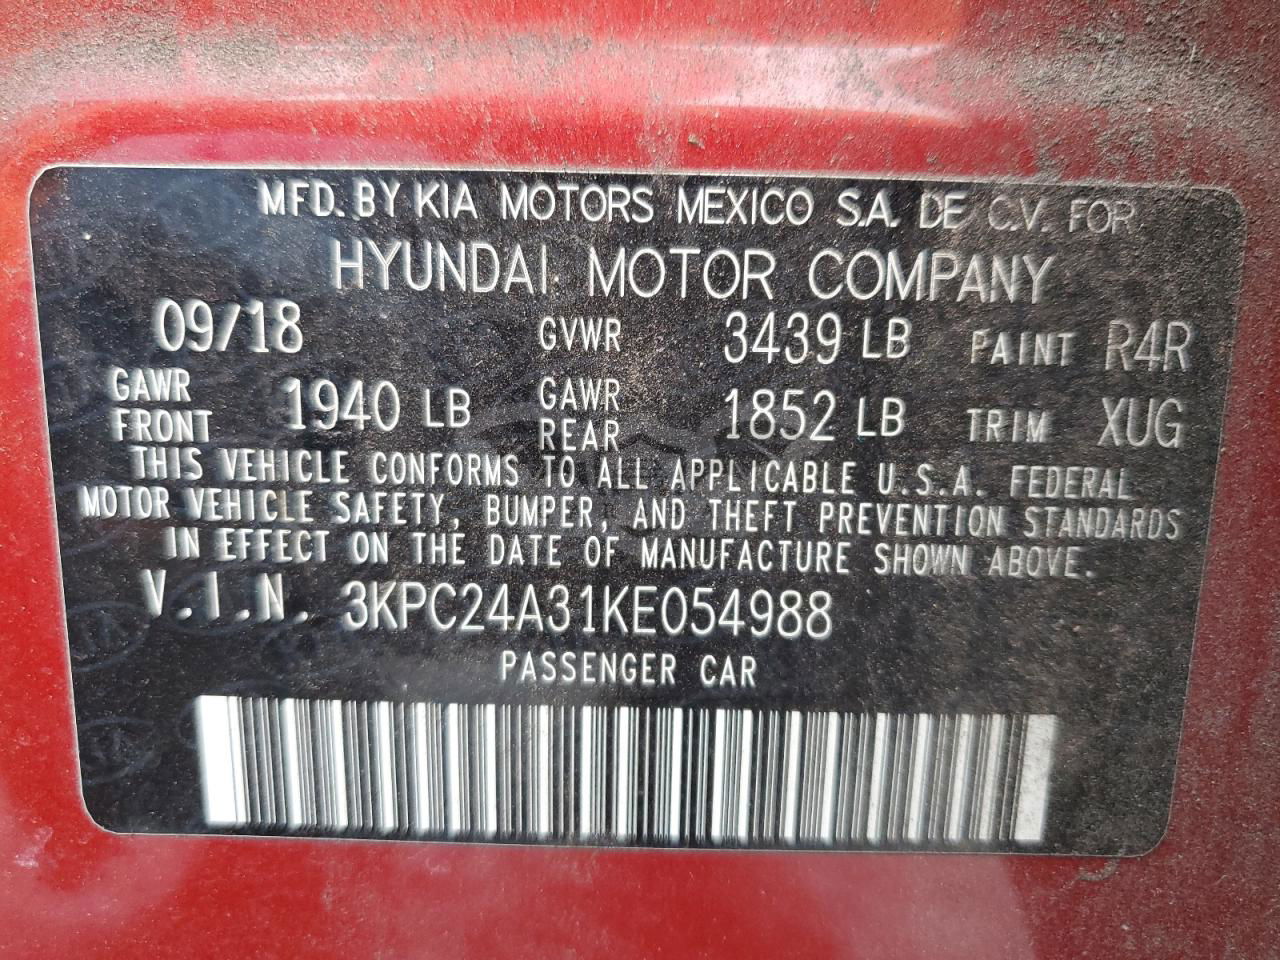 MFD. BY KIA MOTORS MEXICO S.A. DE C.V. FOR
HYUNDAI MOTOR COMPANY
09/18 GVWR 3439 LB PAINT R4R
GAWR FRONT 1940 LB GAWR REAR 1852 LB TRIM XUG
THIS VEHICLE CONFORMS TO ALL APPLICABLE U.S.A. FEDERAL
MOTOR VEHICLE SAFETY, BUMPER, AND THEFT PREVENTION STANDARDS
IN EFFECT ON THE DATE OF MANUFACTURE SHOWN ABOVE.
V.I.N. 3KPC24A31KE054988
PASSENGER CAR